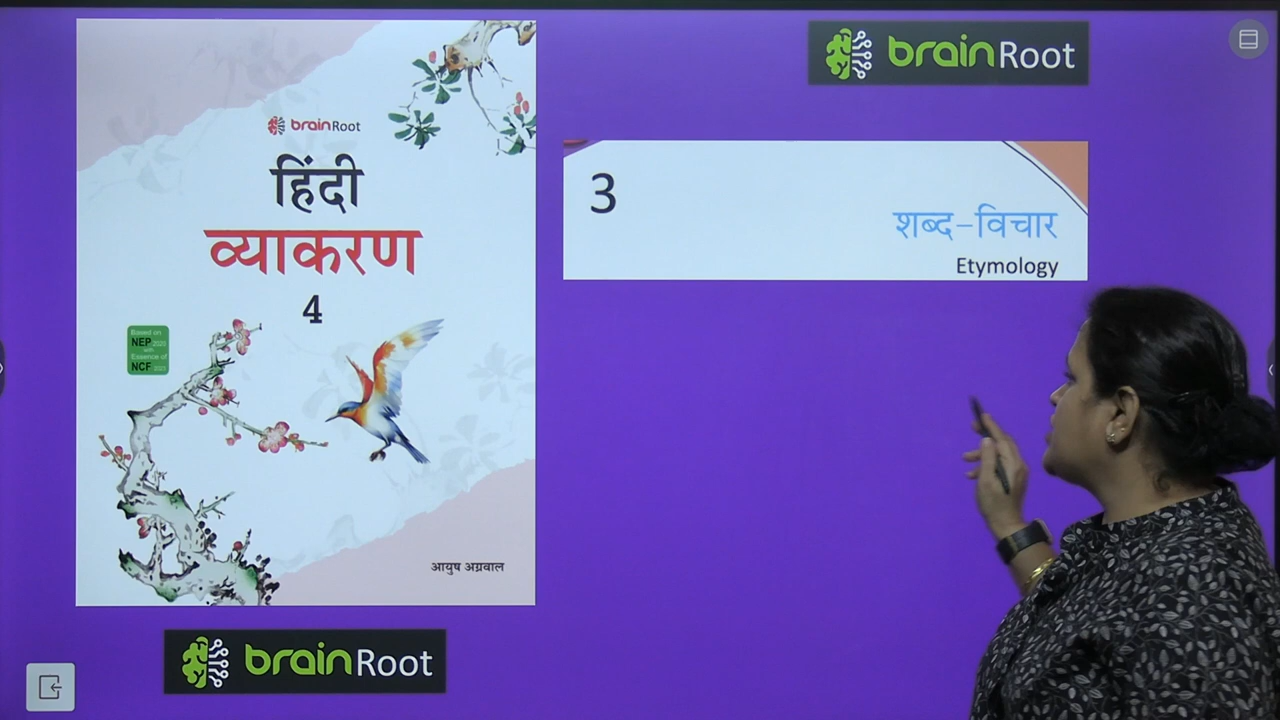 brainRoot
हिंदी
व्याकरण
4
Based on
NEP 2020
with
Essence of
NCF 2023
आयुष अग्रवाल
brainRoot
brainRoot
3
शब्द-विचार
Etymology